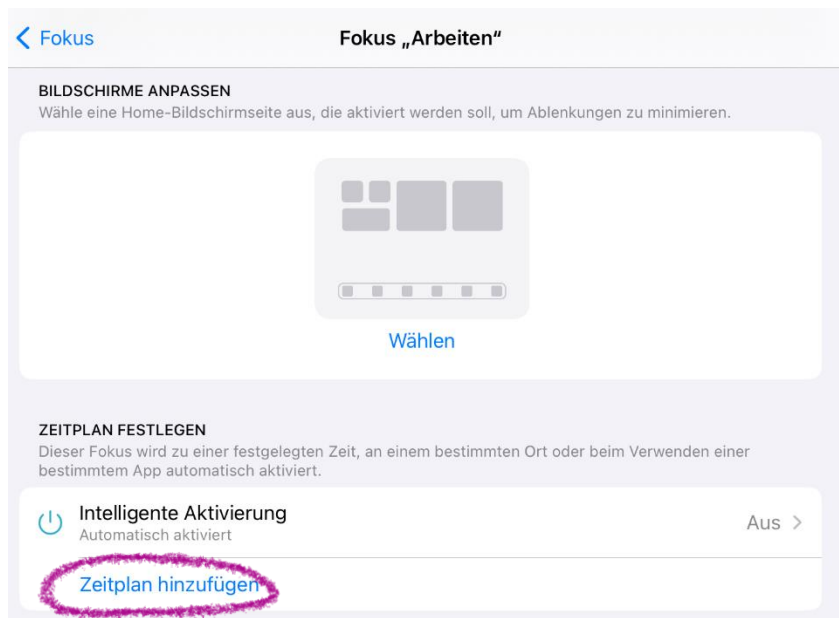 Fokus
Fokus „Arbeiten“
BILDSCHIRME ANPASSEN
Wähle eine Home-Bildschirmseite aus, die aktiviert werden soll, um Ablenkungen zu minimieren.
Wählen
ZEITPLAN FESTLEGEN
Dieser Fokus wird zu einer festgelegten Zeit, an einem bestimmten Ort oder beim Verwenden einer
bestimmtem App automatisch aktiviert.
Intelligente Aktivierung
Automatisch aktiviert
Aus
Zeitplan hinzufügen